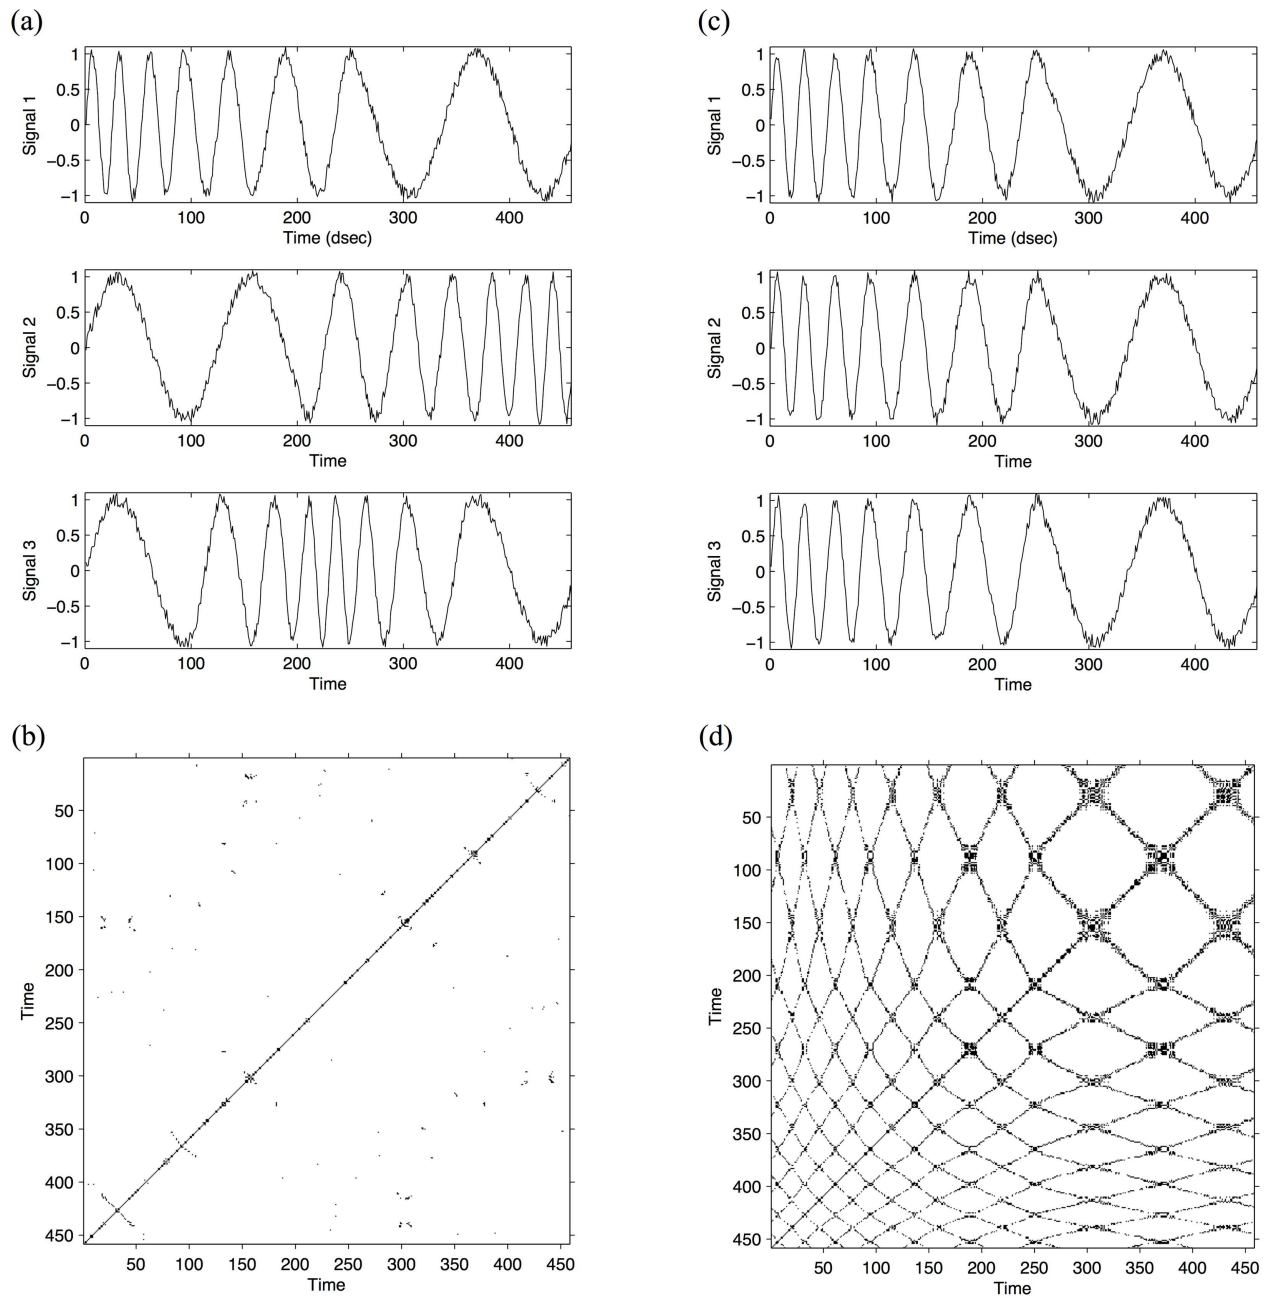 (a)
Signal 1
1
0.5
0
−0.5
−1
0 100 200 300 400
Time (dsec)
Signal 2
1
0.5
0
−0.5
−1
0 100 200 300 400
Time
Signal 3
1
0.5
0
−0.5
−1
0 100 200 300 400
Time
(c)
Signal 1
1
0.5
0
−0.5
−1
0 100 200 300 400
Time (dsec)
Signal 2
1
0.5
0
−0.5
−1
0 100 200 300 400
Time
Signal 3
1
0.5
0
−0.5
−1
0 100 200 300 400
Time
(b)
Time
50
100
150
200
250
300
350
400
450
50 100 150 200 250 300 350 400 450
Time
(d)
Time
50
100
150
200
250
300
350
400
450
50 100 150 200 250 300 350 400 450
Time